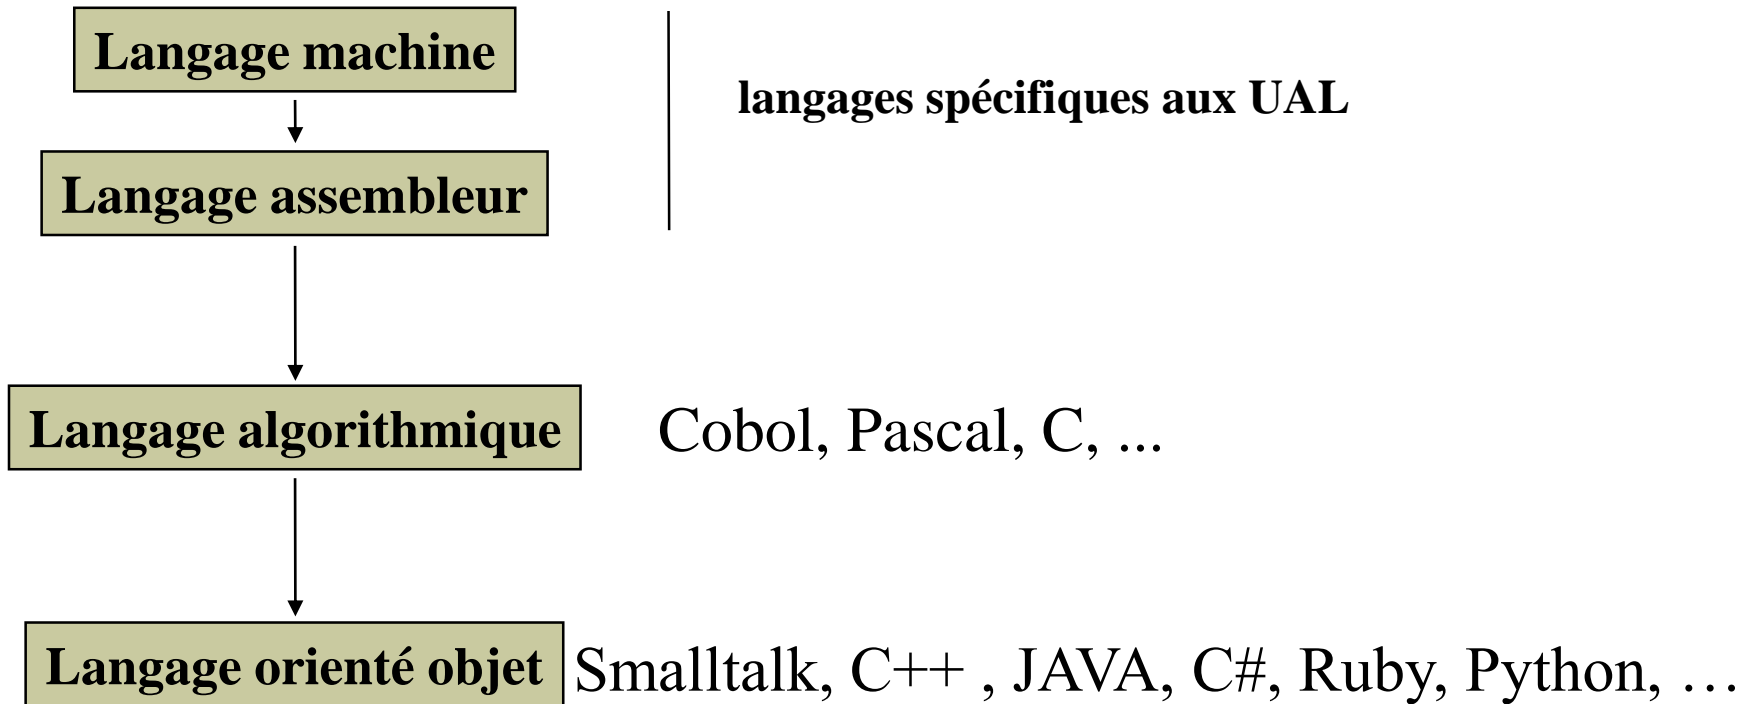 Langage machine
langages spécifiques aux UAL
Langage assembleur
Langage algorithmique
Cobol, Pascal, C, ...
Langage orienté objet
Smalltalk, C++ , JAVA, C#, Ruby, Python, …